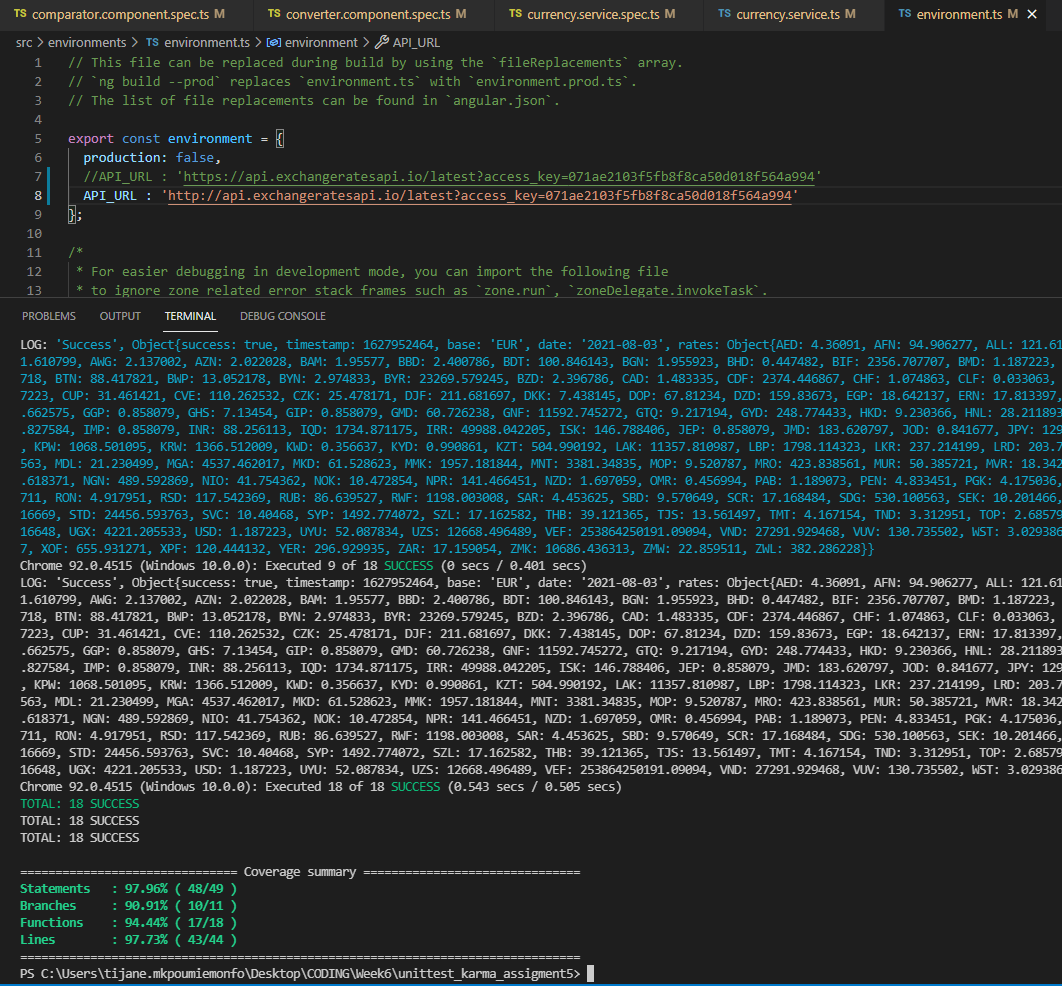 TS comparator.component.spec.ts M TS converter.component.spec.ts M TS currency.service.spec.ts M TS currency.service.ts M TS environment.ts M ×
src > environments > TS environment.ts > environment > API_URL
1 // This file can be replaced during build by using the `fileReplacements` array.
2 // `ng build --prod` replaces `environment.ts` with `environment.prod.ts`.
3 // The list of file replacements can be found in `angular.json`.
4
5 export const environment = {
6 production: false,
7 //API_URL : 'https://api.exchangeratesapi.io/latest?access_key=071ae2103f5fb8f8ca50d018f564a994'
8 API_URL : 'http://api.exchangeratesapi.io/latest?access_key=071ae2103f5fb8f8ca50d018f564a994'
9 };
10
11 /*
12 * For easier debugging in development mode, you can import the following file
13 * to ignore zone related error stack frames such as `zone.run`, `zoneDelegate.invokeTask`.
PROBLEMS OUTPUT TERMINAL DEBUG CONSOLE
LOG: 'Success', Object{success: true, timestamp: 1627952464, base: 'EUR', date: '2021-08-03', rates: Object{AED: 4.36091, AFN: 94.906277, ALL: 121.61
1.610799, AWG: 2.137002, AZN: 2.022028, BAM: 1.95577, BBD: 2.400786, BDT: 100.846143, BGN: 1.955923, BHD: 0.447482, BIF: 2356.707707, BMD: 1.187223,
718, BTN: 88.417821, BWP: 13.052178, BYN: 2.974833, BYR: 23269.579245, BZD: 2.396786, CAD: 1.483335, CDF: 2374.446867, CHF: 1.074863, CLF: 0.033063,
7223, CUP: 31.461421, CVE: 110.262532, CZK: 25.478171, DJF: 211.681697, DKK: 7.438145, DOP: 67.81234, DZD: 159.83673, EGP: 18.642137, ERN: 17.813397,
.662575, GGP: 0.858079, GHS: 7.13454, GIP: 0.858079, GMD: 60.726238, GNF: 11592.745272, GTQ: 9.217194, GYD: 248.774433, HKD: 9.230366, HNL: 28.211893
.827584, IMP: 0.858079, INR: 88.256113, IQD: 1734.871175, IRR: 49988.042205, ISK: 146.788406, JEP: 0.858079, JMD: 183.620797, JOD: 0.841677, JPY: 129
, KPW: 1068.501095, KRW: 1366.512009, KWD: 0.356637, KYD: 0.990861, KZT: 504.990192, LAK: 11357.810987, LBP: 1798.114323, LKR: 237.214199, LRD: 203.7
563, MDL: 21.230499, MGA: 4537.462017, MKD: 61.528623, MMK: 1957.181844, MNT: 3381.34835, MOP: 9.520787, MRO: 423.838561, MUR: 50.385721, MVR: 18.342
.618371, NGN: 489.592869, NIO: 41.754362, NOK: 10.472854, NPR: 141.466451, NZD: 1.697059, OMR: 0.456994, PAB: 1.189073, PEN: 4.833451, PGK: 4.175036,
711, RON: 4.917951, RSD: 117.542369, RUB: 86.639527, RWF: 1198.003008, SAR: 4.453625, SBD: 9.570649, SCR: 17.168484, SDG: 530.100563, SEK: 10.201466,
16669, STD: 24456.593763, SVC: 10.40468, SYP: 1492.774072, SZL: 17.162582, THB: 39.121365, TJS: 13.561497, TMT: 4.167154, TND: 3.312951, TOP: 2.68579
16648, UGX: 4221.205533, USD: 1.187223, UYU: 52.087834, UZS: 12668.496489, VEF: 253864250191.09094, VND: 27291.929468, VUV: 130.735502, WST: 3.029386
7, XOF: 655.931271, XPF: 120.444132, YER: 296.929935, ZAR: 17.159054, ZMK: 10686.436313, ZMW: 22.859511, ZWL: 382.286228}}
Chrome 92.0.4515 (Windows 10.0.0): Executed 9 of 18 SUCCESS (0 secs / 0.401 secs)
LOG: 'Success', Object{success: true, timestamp: 1627952464, base: 'EUR', date: '2021-08-03', rates: Object{AED: 4.36091, AFN: 94.906277, ALL: 121.61
1.610799, AWG: 2.137002, AZN: 2.022028, BAM: 1.95577, BBD: 2.400786, BDT: 100.846143, BGN: 1.955923, BHD: 0.447482, BIF: 2356.707707, BMD: 1.187223,
718, BTN: 88.417821, BWP: 13.052178, BYN: 2.974833, BYR: 23269.579245, BZD: 2.396786, CAD: 1.483335, CDF: 2374.446867, CHF: 1.074863, CLF: 0.033063,
7223, CUP: 31.461421, CVE: 110.262532, CZK: 25.478171, DJF: 211.681697, DKK: 7.438145, DOP: 67.81234, DZD: 159.83673, EGP: 18.642137, ERN: 17.813397,
.662575, GGP: 0.858079, GHS: 7.13454, GIP: 0.858079, GMD: 60.726238, GNF: 11592.745272, GTQ: 9.217194, GYD: 248.774433, HKD: 9.230366, HNL: 28.211893
.827584, IMP: 0.858079, INR: 88.256113, IQD: 1734.871175, IRR: 49988.042205, ISK: 146.788406, JEP: 0.858079, JMD: 183.620797, JOD: 0.841677, JPY: 129
, KPW: 1068.501095, KRW: 1366.512009, KWD: 0.356637, KYD: 0.990861, KZT: 504.990192, LAK: 11357.810987, LBP: 1798.114323, LKR: 237.214199, LRD: 203.7
563, MDL: 21.230499, MGA: 4537.462017, MKD: 61.528623, MMK: 1957.181844, MNT: 3381.34835, MOP: 9.520787, MRO: 423.838561, MUR: 50.385721, MVR: 18.342
.618371, NGN: 489.592869, NIO: 41.754362, NOK: 10.472854, NPR: 141.466451, NZD: 1.697059, OMR: 0.456994, PAB: 1.189073, PEN: 4.833451, PGK: 4.175036,
711, RON: 4.917951, RSD: 117.542369, RUB: 86.639527, RWF: 1198.003008, SAR: 4.453625, SBD: 9.570649, SCR: 17.168484, SDG: 530.100563, SEK: 10.201466,
16669, STD: 24456.593763, SVC: 10.40468, SYP: 1492.774072, SZL: 17.162582, THB: 39.121365, TJS: 13.561497, TMT: 4.167154, TND: 3.312951, TOP: 2.68579
16648, UGX: 4221.205533, USD: 1.187223, UYU: 52.087834, UZS: 12668.496489, VEF: 253864250191.09094, VND: 27291.929468, VUV: 130.735502, WST: 3.029386
Chrome 92.0.4515 (Windows 10.0.0): Executed 18 of 18 SUCCESS (0.543 secs / 0.505 secs)
TOTAL: 18 SUCCESS
TOTAL: 18 SUCCESS
TOTAL: 18 SUCCESS
=============================== Coverage summary ===============================
Statements : 97.96% ( 48/49 )
Branches : 90.91% ( 10/11 )
Functions : 94.44% ( 17/18 )
Lines : 97.73% ( 43/44 )
================================================================================
PS C:\Users\tijane.mkpoumiemonfo\Desktop\CODING\Week6\unittest_karma_assigment5>